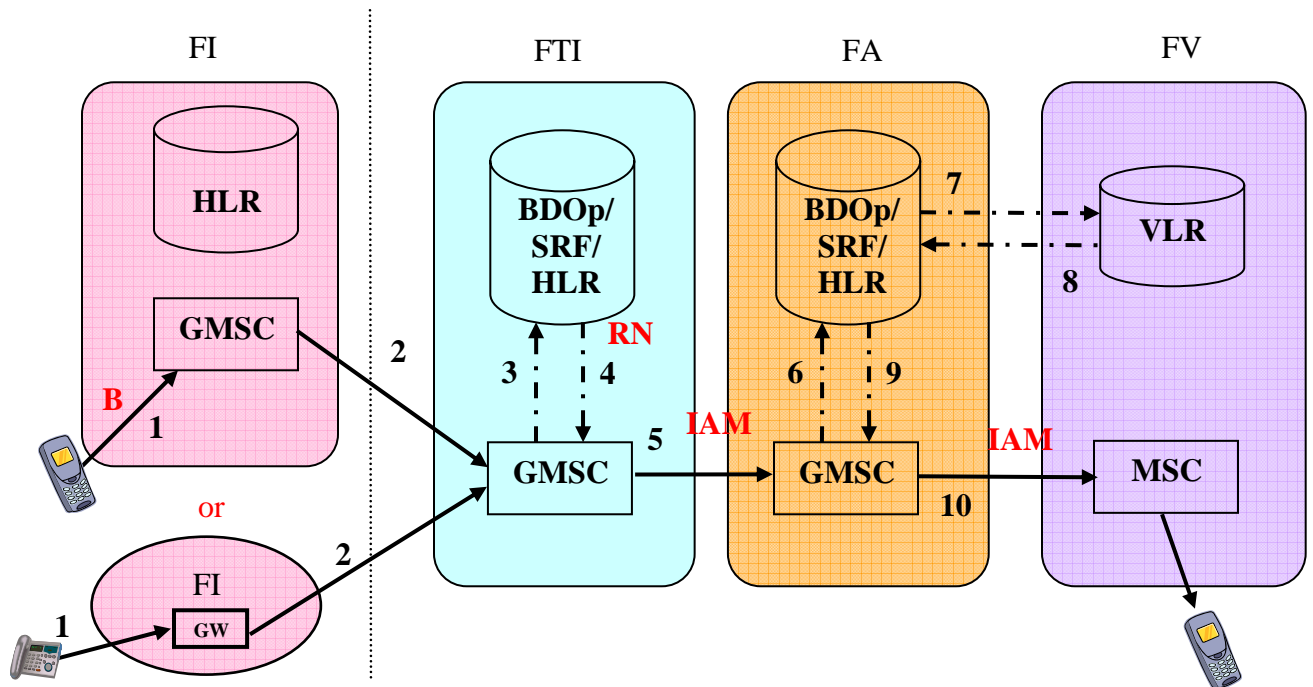 FI
HLR
GMSC
B
1
or
FI
GW
1
2
2
FTI
BDOp/
SRF/
HLR
RN
3
4
GMSC
5
IAM
FA
BDOp/
SRF/
HLR
6
9
GMSC
7
8
IAM
10
FV
VLR
MSC